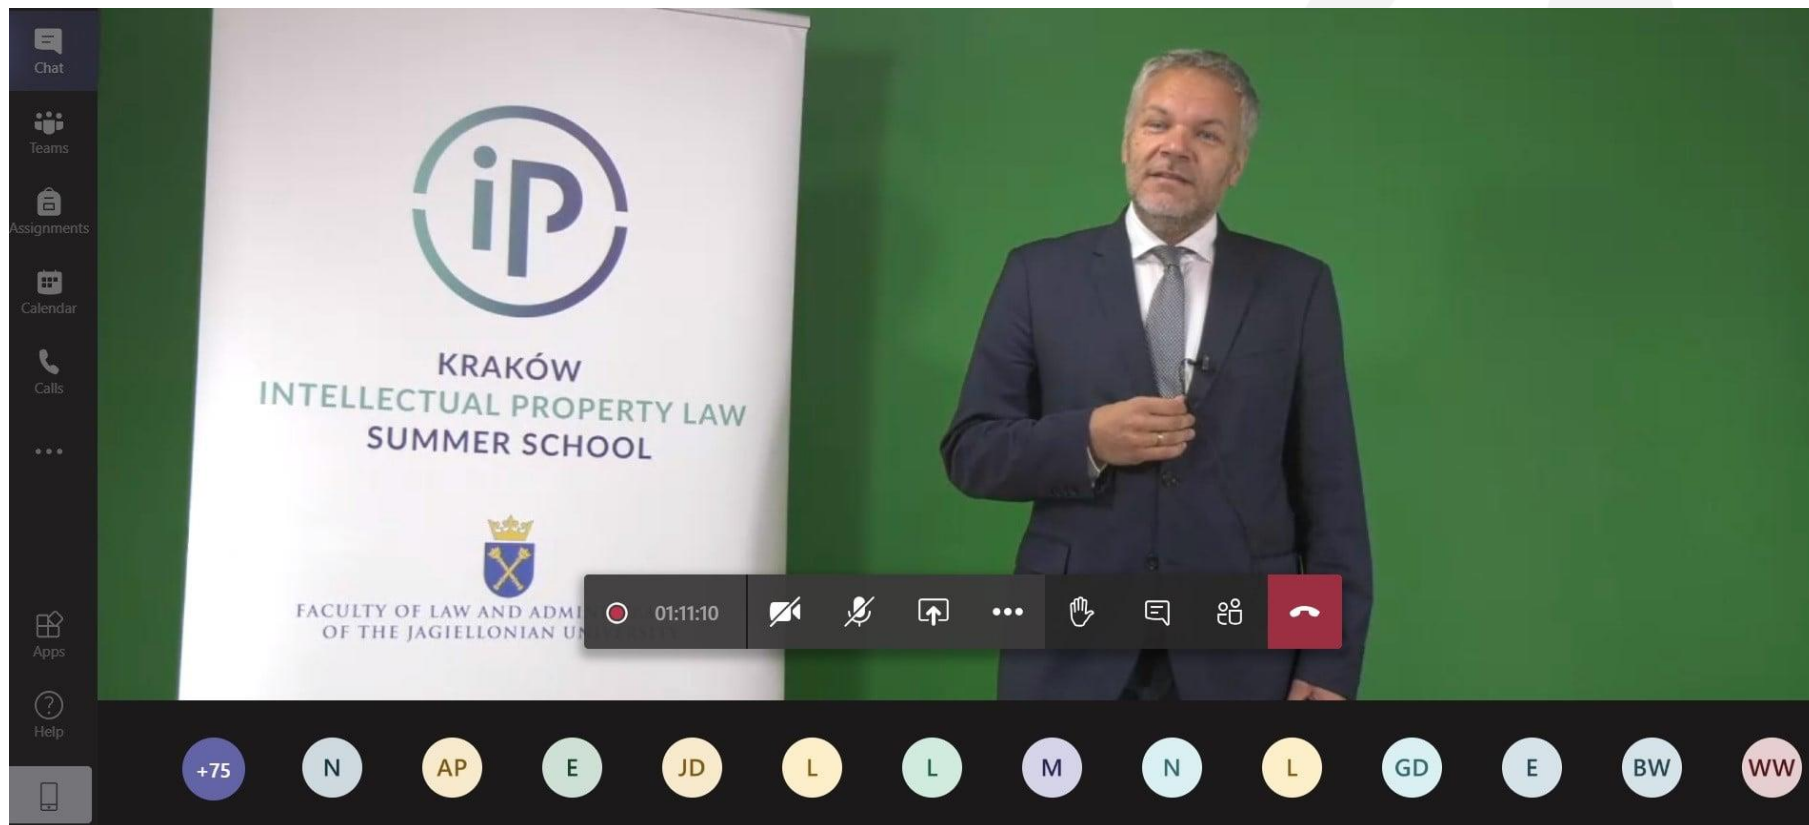 Chat
Teams
Assignments
Calendar
Calls
Apps
Help
iP
KRAKÓW
INTELLECTUAL PROPERTY LAW
SUMMER SCHOOL
FACULTY OF LAW AND
OF THE JAGIELLONIAN UNIVERSITY
01:11:10
+75
N
AP
E
JD
L
L
M
N
L
GD
E
BW
WW